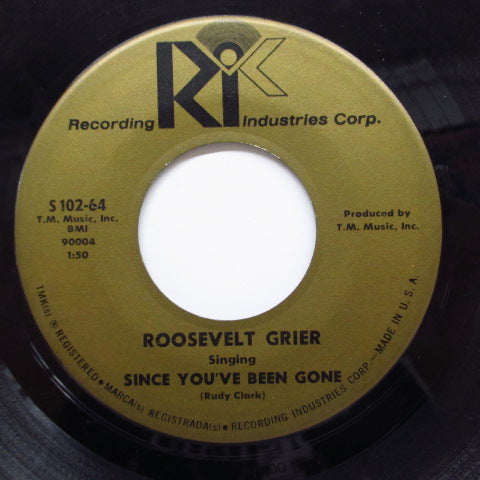 RIC
Recording Industries Corp.
S 102-64
T.M. Music, Inc.
BMI
90004
1:50
Produced by
T.M. Music, Inc.
ROOSEVELT GRIER
Singing
SINCE YOU'VE BEEN GONE
(Rudy Clark)
TMK(s) ® REGISTERED • MARCA(s) REGISTRADA(s) • RECORDING INDUSTRIES CORP.—MADE IN U.S.A.